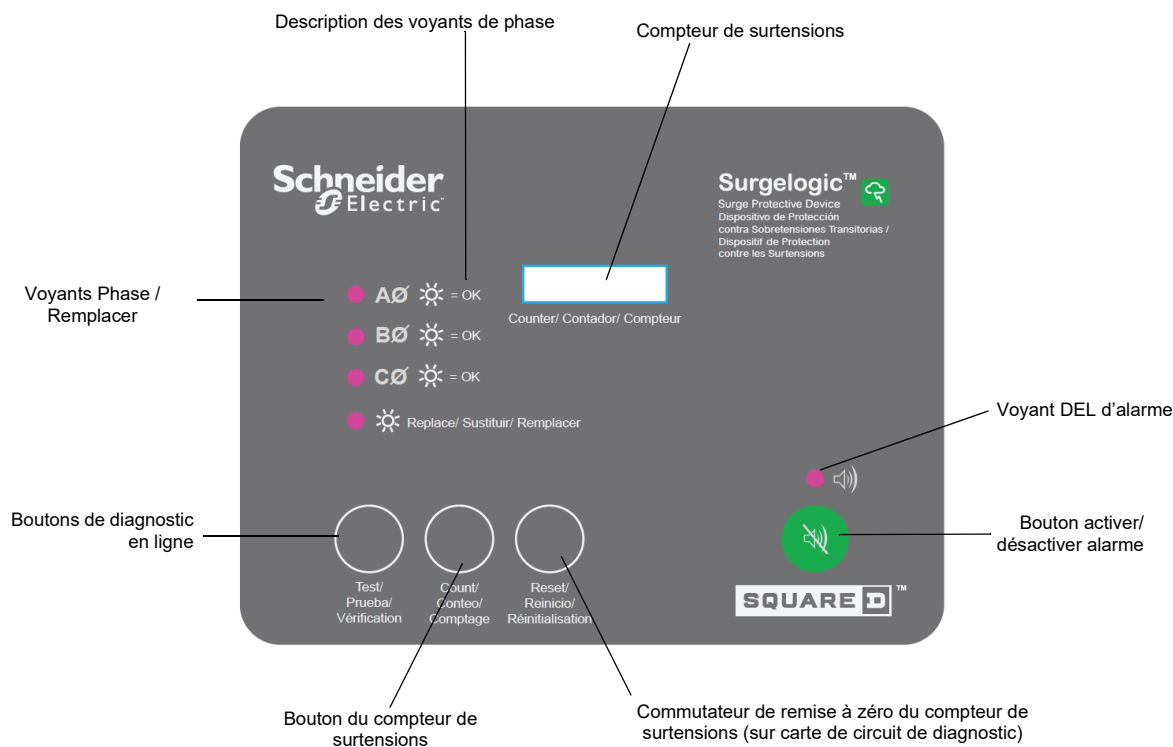 Description des voyants de phase
Compteur de surtensions
Schneider
Electric
Surgelogic™
Surge Protective Device
Dispositivo de Protección
contra Sobretensiones Transitorias /
Dispositif de Protection
contre les Surtensions
Voyants Phase /
Remplacer
AØ = OK
BØ = OK
CØ = OK
Replace/ Sustituir/ Remplacer
Counter/ Contador/ Compteur
Voyant DEL d’alarme
Boutons de diagnostic
en ligne
Bouton activer/
désactiver alarme
Test/
Prueba/
Vérification
Count/
Conteo/
Comptage
Reset/
Reinicio/
Réinitialisation
SQUARE D ™
Bouton du compteur de
surtensions
Commutateur de remise à zéro du compteur de
surtensions (sur carte de circuit de diagnostic)